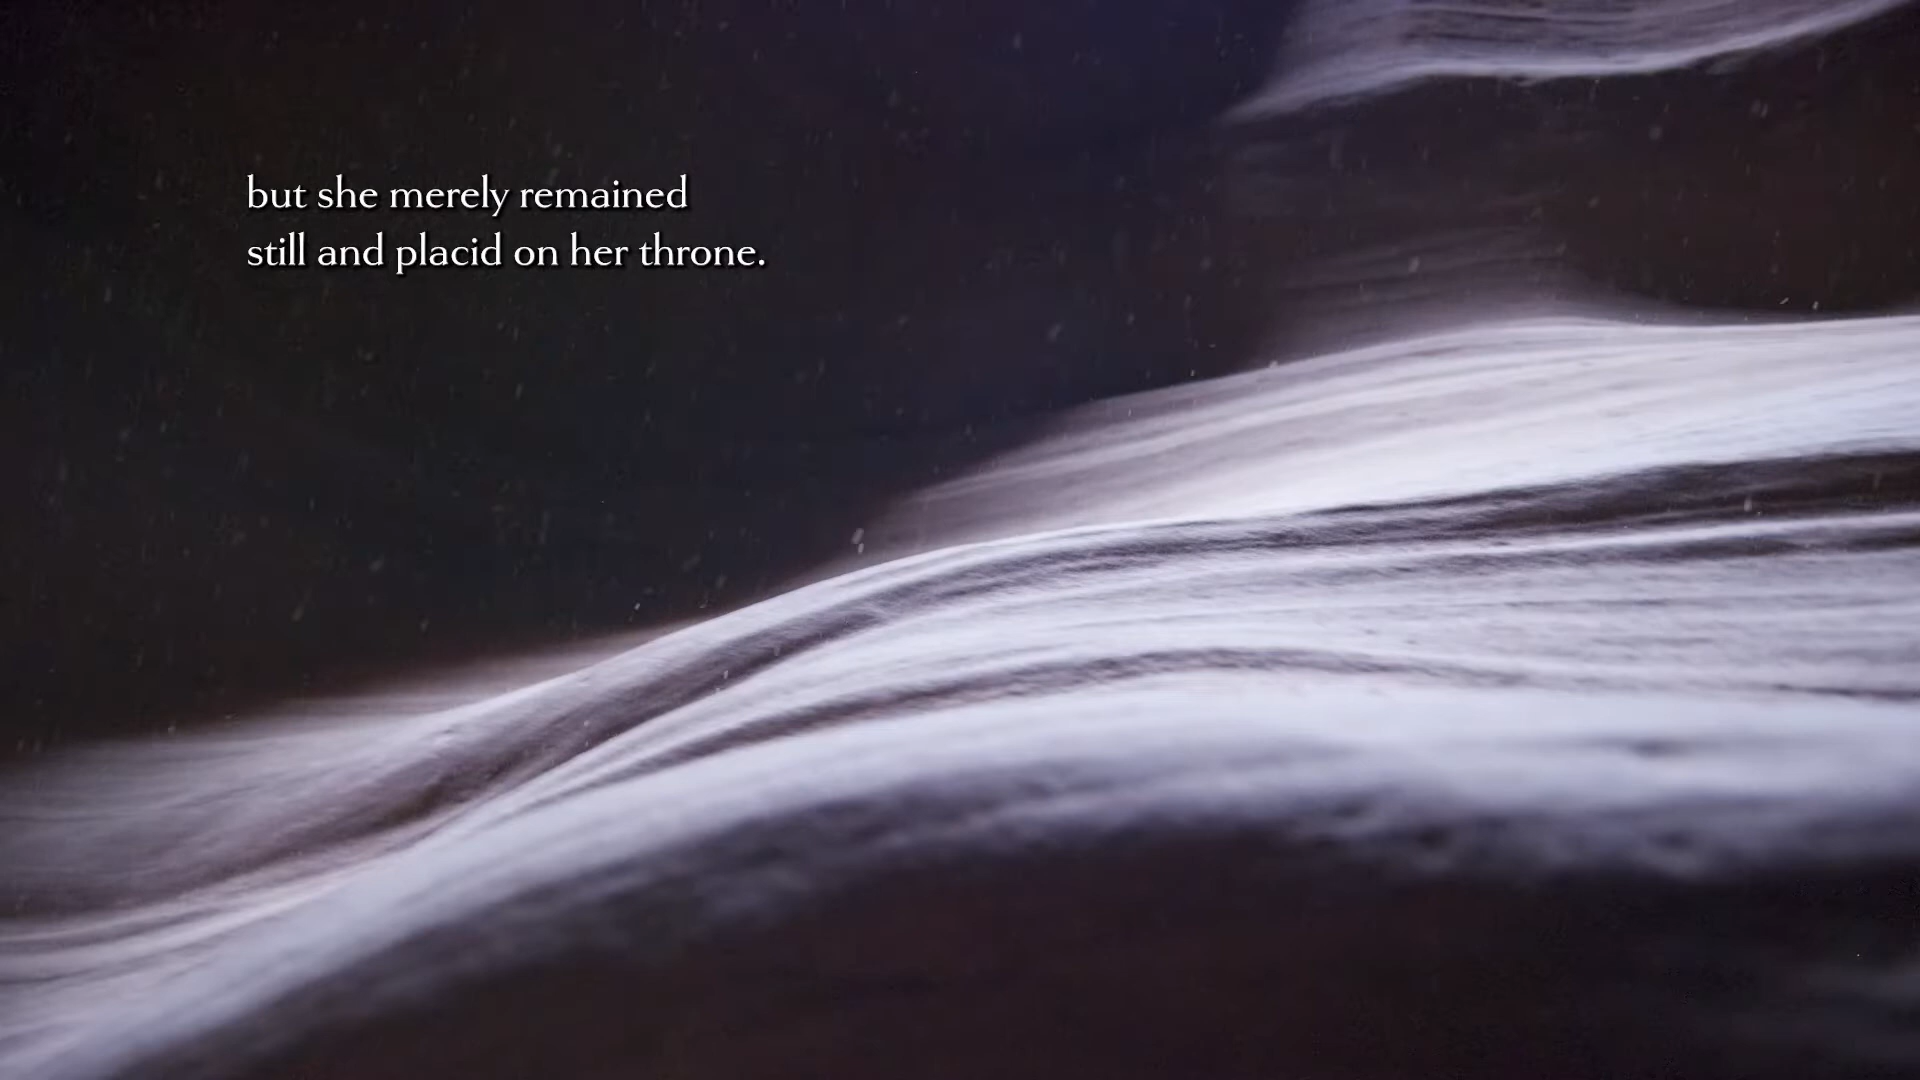 but she merely remained
still and placid on her throne.